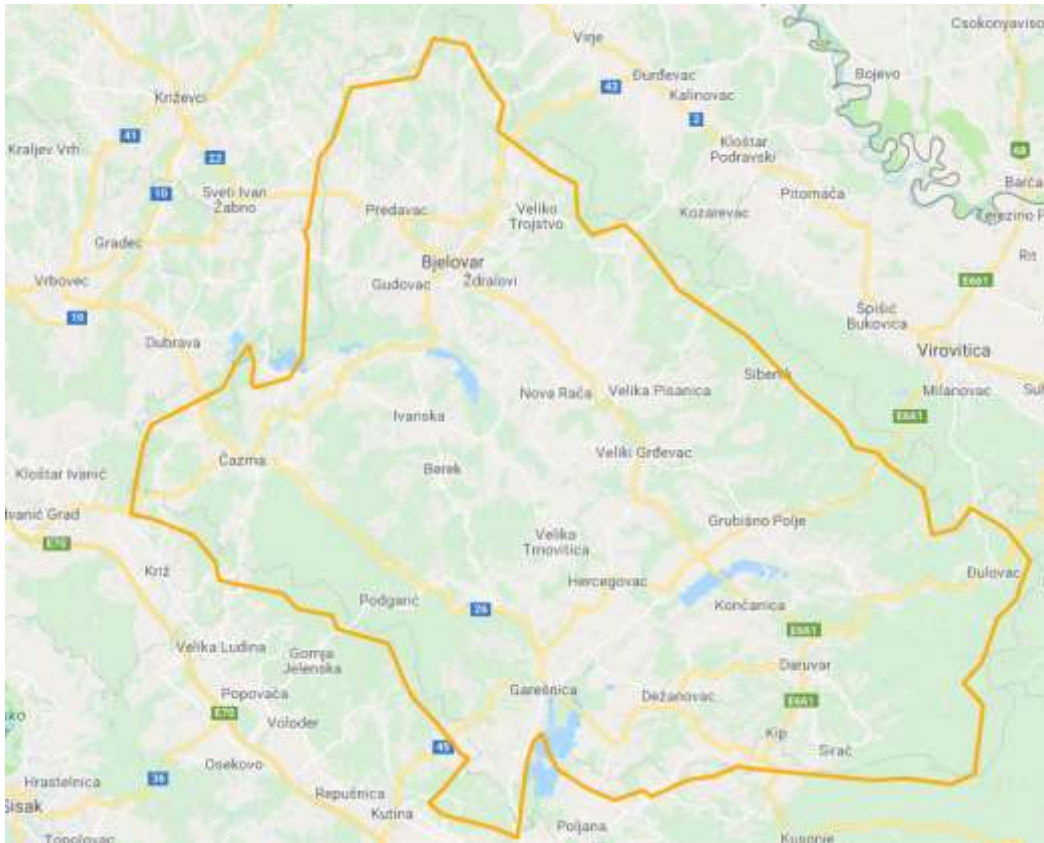 Csokonyaviso
Virje
Bojevo
Đurđevac
43
Kalinovac
Križevci
2
41
Kloštar
Podravski
68
Kraljev Vrh
22
Barča
10
Sveti Ivan
Žabno
Pitomača
Predavac
Veliko
Trojstvo
Kozarevac
Gradec
Rit
Bjelovar
Vrbovec
Gudovac
Ždralovi
E661
10
Špišić
Bukovica
Dubrava
Virovitica
Siberik
Nova Rača
Velika Pisanica
Milanovac
Ivanska
E661
Čazma
Berek
Veliki Grđevac
Kloštar Ivanić
Ivanić Grad
Grubišno Polje
E70
Velika
Trnovitica
Križ
Hercegovac
Đulovac
Podgarić
26
Končanica
E661
Velika Ludina
Gornja
Jelenska
Daruvar
Popovača
Garešnica
Dežanovac
E661
E70
Voloder
Kip
45
Sirač
Osekovo
Hrastelnica
36
Repušnica
Sisak
Kutina
Poljana
Topolovac
Kusonje